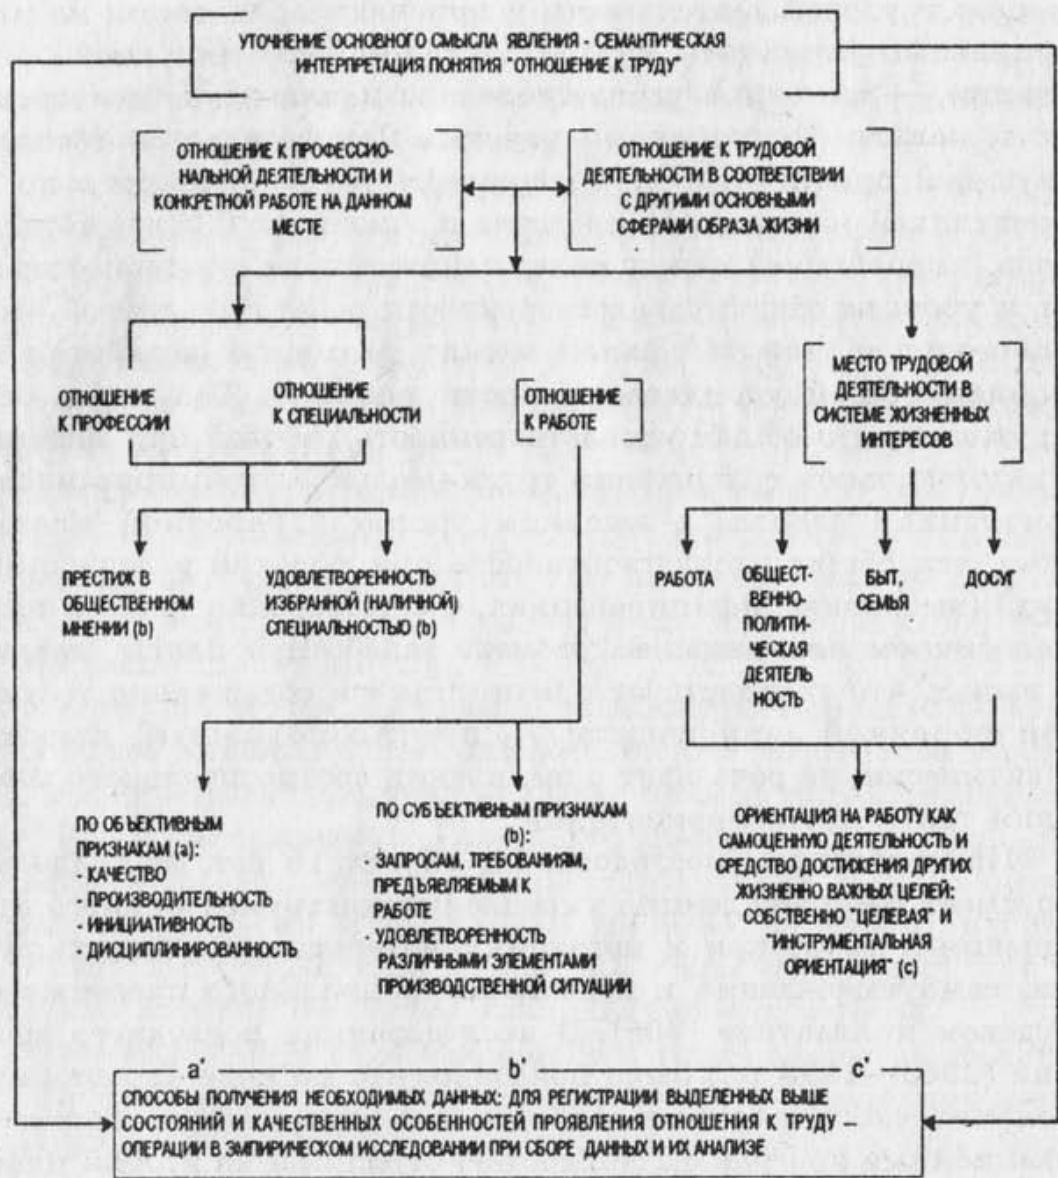 УТОЧНЕНИЕ ОСНОВНОГО СМЫСЛА ЯВЛЕНИЯ - СЕМАНТИЧЕСКАЯ
ИНТЕРПРЕТАЦИЯ ПОНЯТИЯ "ОТНОШЕНИЕ К ТРУДУ"
ОТНОШЕНИЕ К ПРОФЕССИО-
НАЛЬНОЙ ДЕЯТЕЛЬНОСТИ И
КОНКРЕТНОЙ РАБОТЕ НА ДАННОМ
МЕСТЕ
ОТНОШЕНИЕ К ТРУДОВОЙ
ДЕЯТЕЛЬНОСТИ В СООТВЕТСТВИИ
С ДРУГИМИ ОСНОВНЫМИ
СФЕРАМИ ОБРАЗА ЖИЗНИ
ОТНОШЕНИЕ
К ПРОФЕССИИ
ОТНОШЕНИЕ
К СПЕЦИАЛЬНОСТИ
ОТНОШЕНИЕ
К РАБОТЕ
МЕСТО ТРУДОВОЙ
ДЕЯТЕЛЬНОСТИ В
СИСТЕМЕ ЖИЗНЕННЫХ
ИНТЕРЕСОВ
ПРЕСТИЖ В
ОБЩЕСТВЕННОМ
МНЕНИИ (b)
УДОВЛЕТВОРЕННОСТЬ
ИЗБРАННОЙ (НАЛИЧНОЙ)
СПЕЦИАЛЬНОСТЬЮ (b)
РАБОТА
ОБЩЕСТ-
ВЕННО-
ПОЛИТИ-
ЧЕСКАЯ
ДЕЯТЕЛЬ
НОСТЬ
БЫТ,
СЕМЬЯ
ДОСУГ
ПО ОБЪЕКТИВНЫМ
ПРИЗНАКАМ (a):
- КАЧЕСТВО
- ПРОИЗВОДИТЕЛЬНОСТЬ
- ИНИЦИАТИВНОСТЬ
- ДИСЦИПЛИНИРОВАННОСТЬ
ПО СУБЪЕКТИВНЫМ ПРИЗНАКАМ
(b):
- ЗАПРОСАМ, ТРЕБОВАНИЯМ,
ПРЕДЪЯВЛЯЕМЫМ К
РАБОТЕ
- УДОВЛЕТВОРЕННОСТЬ
РАЗЛИЧНЫМИ ЭЛЕМЕНТАМИ
ПРОИЗВОДСТВЕННОЙ СИТУАЦИИ
ОРИЕНТАЦИЯ НА РАБОТУ КАК
САМОЦЕННУЮ ДЕЯТЕЛЬНОСТЬ И
СРЕДСТВО ДОСТИЖЕНИЯ ДРУГИХ
ЖИЗНЕННО ВАЖНЫХ ЦЕЛЕЙ:
СОБСТВЕННО "ЦЕЛЕВАЯ" И
"ИНСТРУМЕНТАЛЬНАЯ
ОРИЕНТАЦИЯ" (c)
a' b' c'
СПОСОБЫ ПОЛУЧЕНИЯ НЕОБХОДИМЫХ ДАННЫХ: ДЛЯ РЕГИСТРАЦИИ ВЫДЕЛЕННЫХ ВЫШЕ
СОСТОЯНИЙ И КАЧЕСТВЕННЫХ ОСОБЕННОСТЕЙ ПРОЯВЛЕНИЯ ОТНОШЕНИЯ К ТРУДУ –
ОПЕРАЦИИ В ЭМПИРИЧЕСКОМ ИССЛЕДОВАНИИ ПРИ СБОРЕ ДАННЫХ И ИХ АНАЛИЗЕ